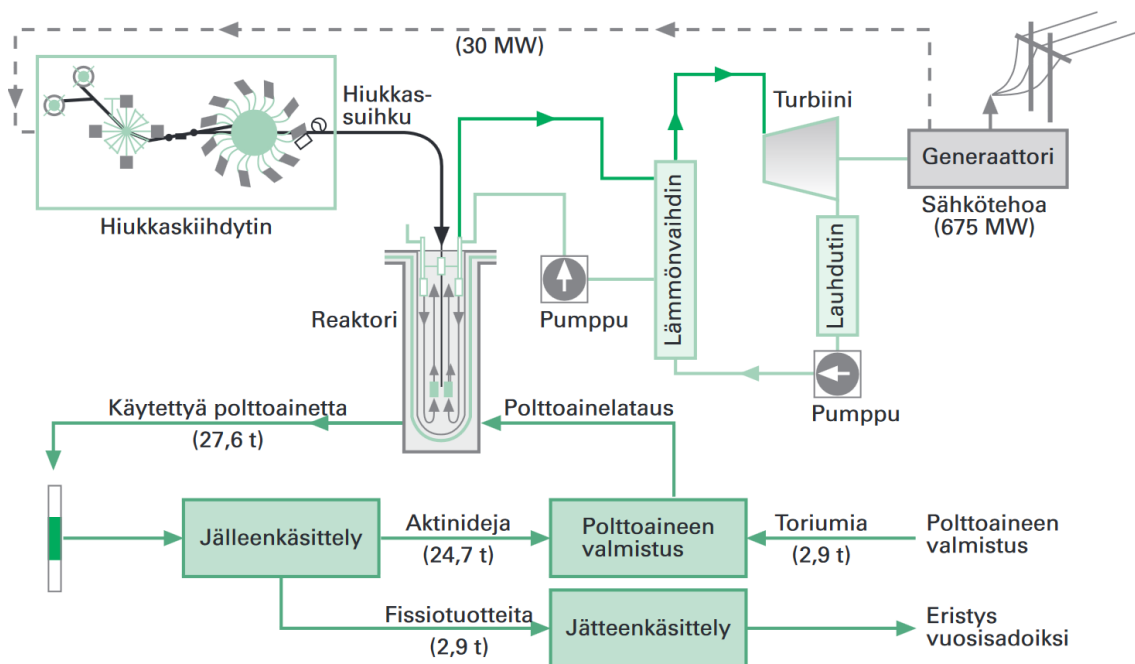 (30 MW)
Hiukkas-
suihku
Turbiini
Generaattori
Sähkötehoa
(675 MW)
Hiukkaskiihdytin
Lämmönvaihdin
Lauhdutin
Reaktori
Pumppu
Pumppu
Käytettyä polttoainetta
(27,6 t)
Polttoainelataus
Jälleenkäsittely
Aktinideja
(24,7 t)
Polttoaineen
valmistus
Toriumia
(2,9 t)
Polttoaineen
valmistus
Fissiotuotteita
(2,9 t)
Jätteenkäsittely
Eristys
vuosisadoiksi